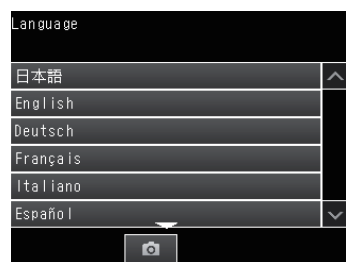 Language
日本語
English
Deutsch
Français
Italiano
Español